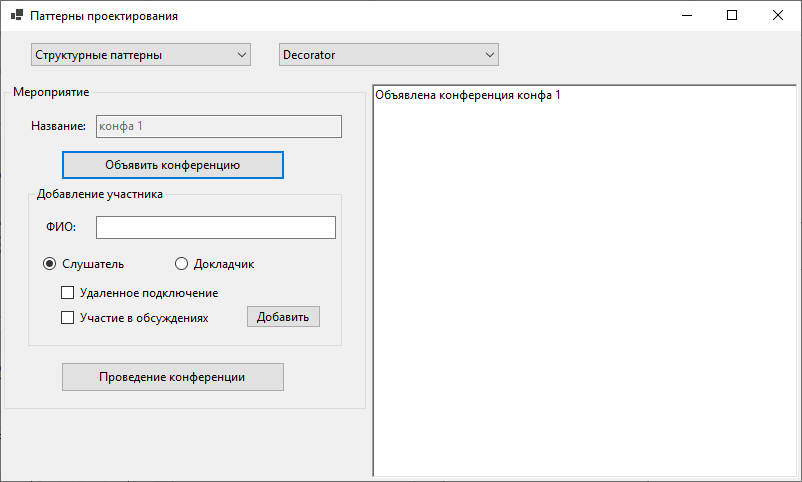 Паттерны проектирования
Структурные паттерны
Decorator
Мероприятие
Название: конфа 1
Объявить конференцию
Добавление участника
ФИО:
Слушатель Докладчик
Удаленное подключение
Участие в обсуждениях Добавить
Проведение конференции
Объявлена конференция конфа 1